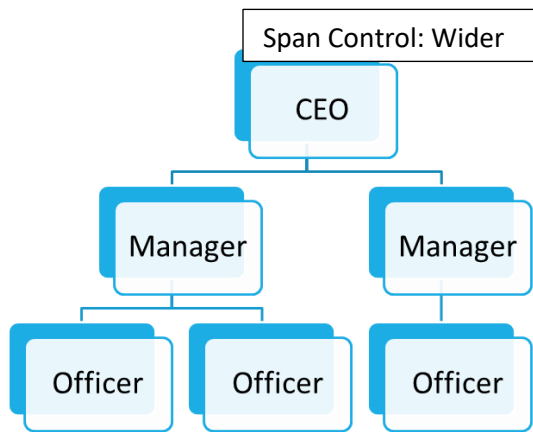 Span Control: Wider
CEO
Manager
Manager
Officer
Officer
Officer